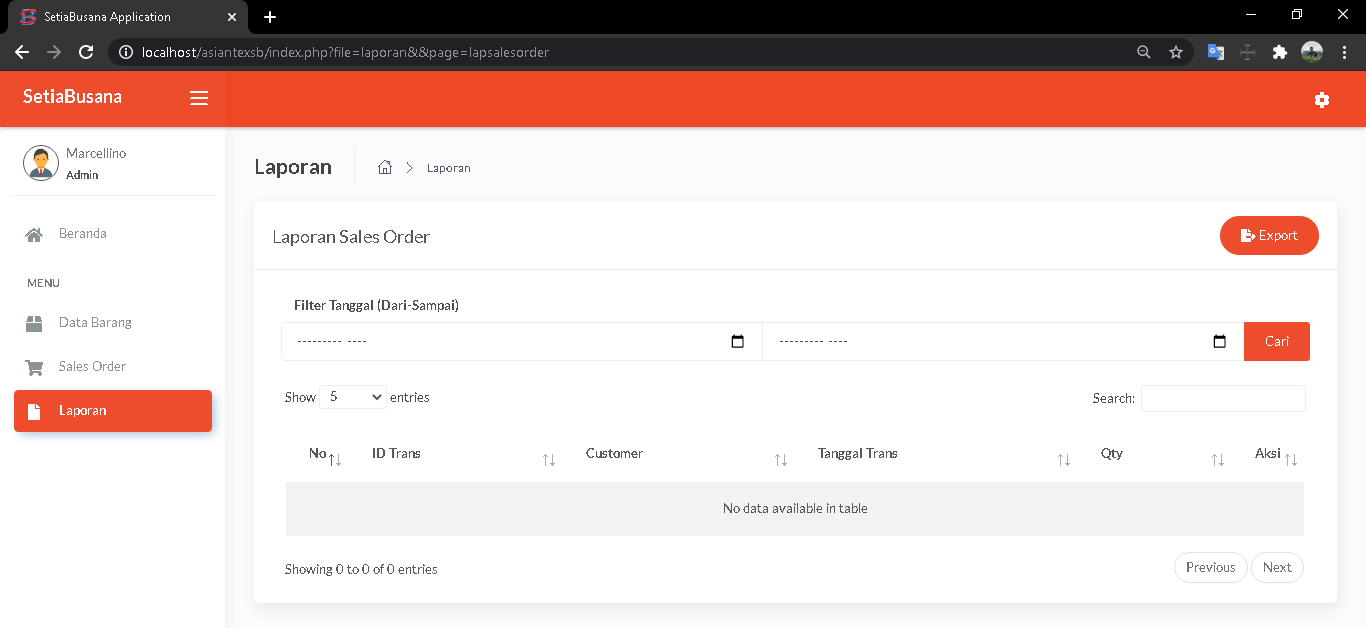 SetiaBusana Application
localhost/asiantexsb/index.php?file=laporan&&page=lapsalesorder
SetiaBusana
Marcellino
Admin
Beranda
MENU
Data Barang
Sales Order
Laporan
Laporan
Laporan
Laporan Sales Order
Export
Filter Tanggal (Dari-Sampai)
--------- ----
--------- ----
Cari
Show 5 entries
Search:
No ID Trans Customer Tanggal Trans Qty Aksi
No data available in table
Showing 0 to 0 of 0 entries
Previous Next